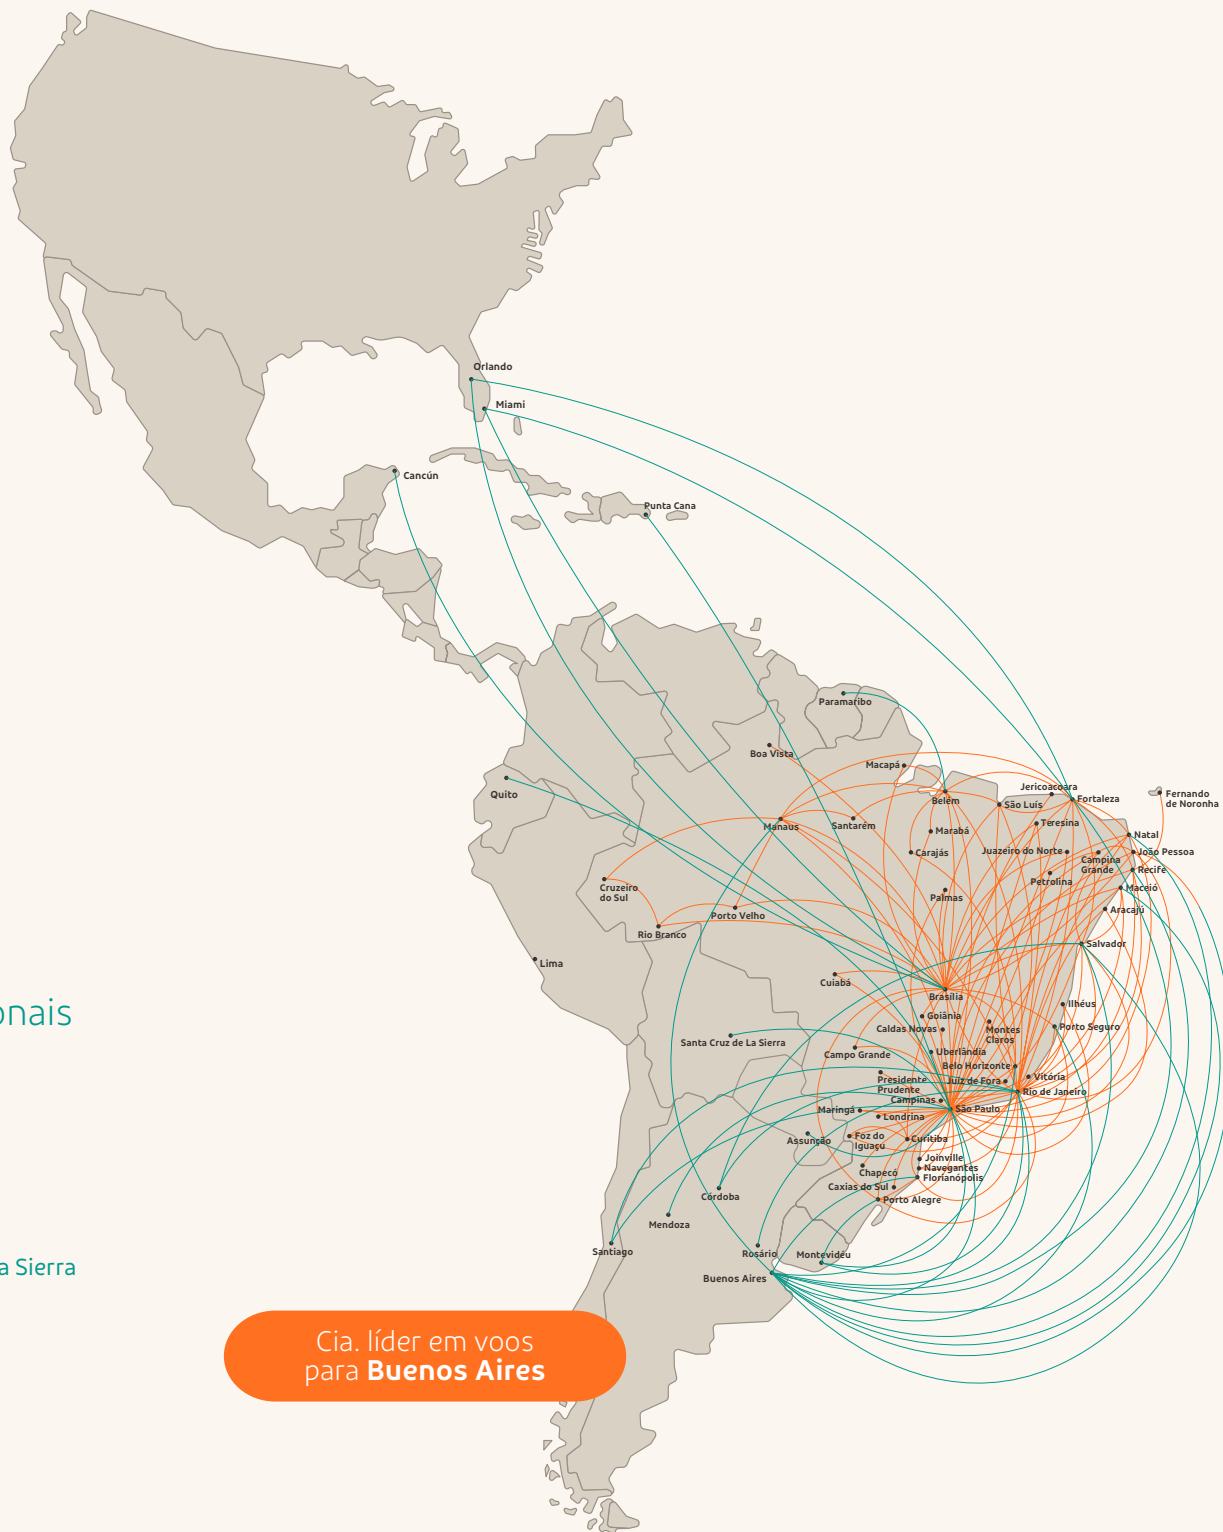 Orlando
Miami
Cancún
Punta Cana
Paramaribo
Boa Vista
Macapá
Quito
Belém
Jericoacoara
São Luís
Fortaleza
Fernando
de Noronha
Manaus
Santarém
Marabá
Teresina
Natal
Carajás
Juazeiro do Norte
Campina
Grande
João Pessoa
Recife
Cruzeiro
do Sul
Petrolina
Maceió
Palmas
Porto Velho
Aracajú
Rio Branco
Salvador
Lima
Cuiabá
Brasília
onais
Goiânia
Ilhéus
Caldas Novas
Montes
Claros
Porto Seguro
Santa Cruz de La Sierra
Campo Grande
Uberlândia
Belo Horizonte
Presidente
Prudente
Juiz de Fora
Vitória
Rio de Janeiro
Campinas
Maringá
São Paulo
Londrina
Assunção
Foz do
Iguaçu
Curitiba
Joinville
Chapecó
Navegantes
Florianópolis
Caxias do Sul
Córdoba
Porto Alegre
Mendoza
Santiago
Rosário
Montevidéu
a Sierra
Buenos Aires
Cia. líder em voos
para Buenos Aires